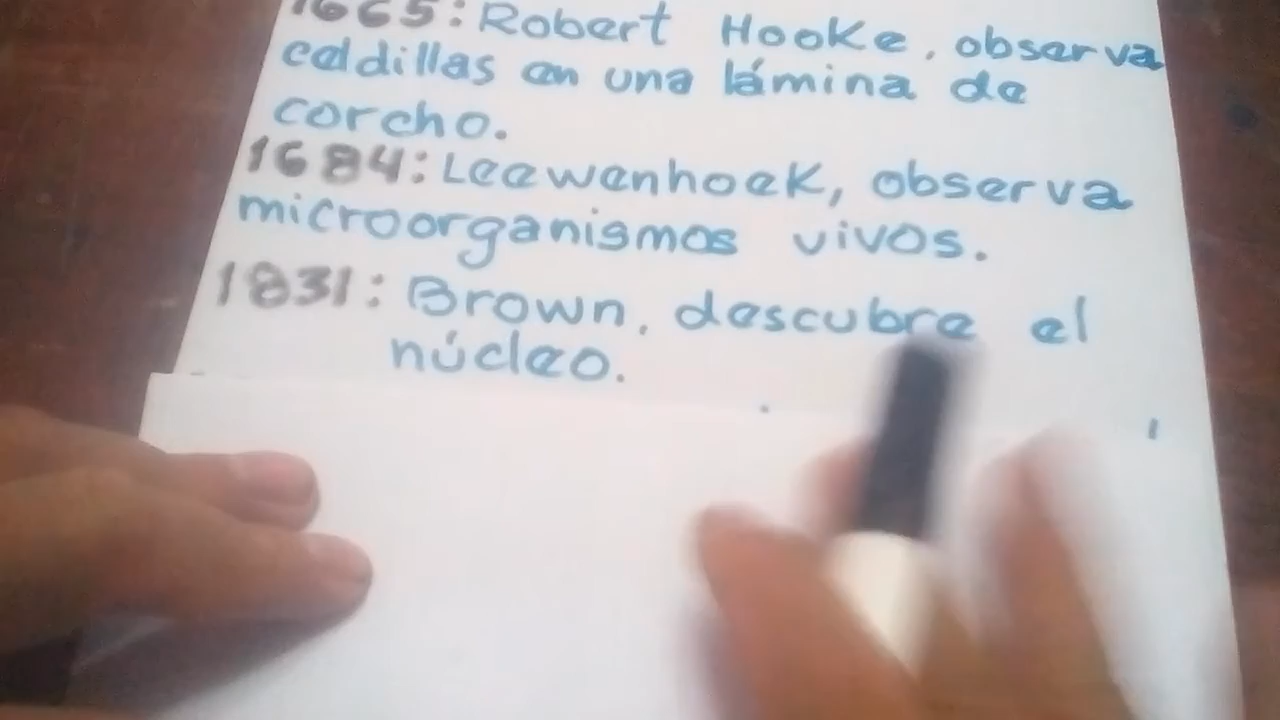 1665: Robert Hooke, observa
celdillas en una lámina de
corcho.
1684: Leewenhoek, observa
microorganismos vivos.
1831: Brown, descubre el
núcleo.